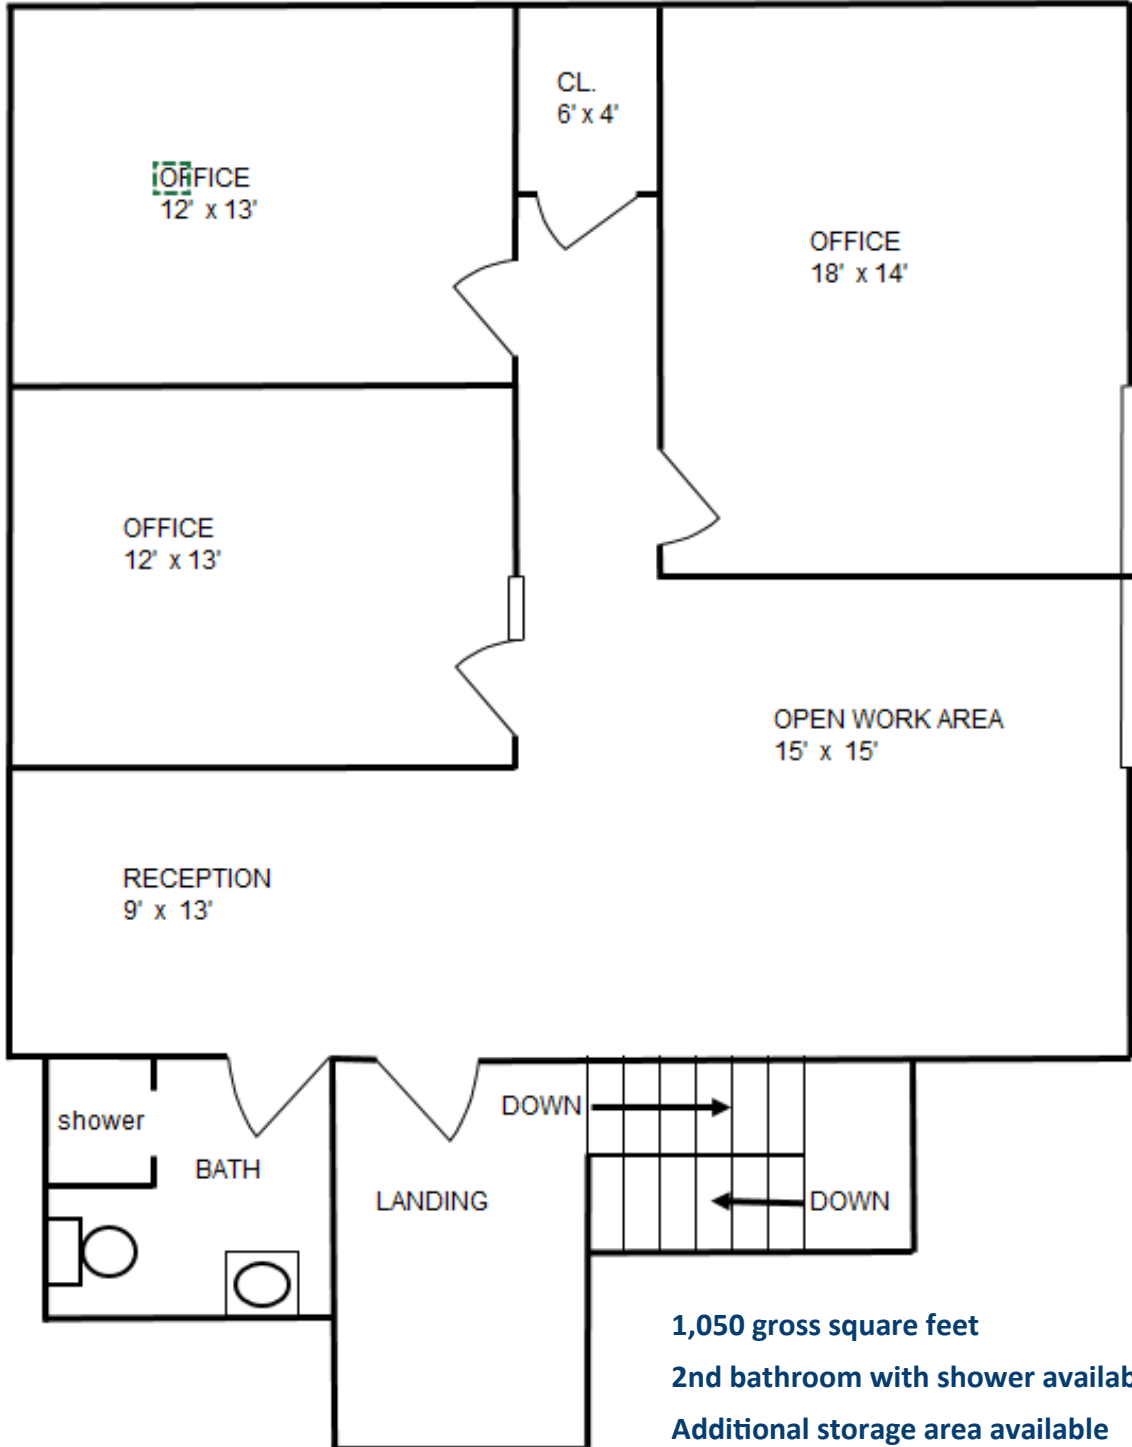 CL.
6' x 4'
OFFICE
12' x 13'
OFFICE
18' x 14'
OFFICE
12' x 13'
OPEN WORK AREA
15' x 15'
RECEPTION
9' x 13'
shower
DOWN
BATH
LANDING
DOWN
1,050 gross square feet
2nd bathroom with shower availab
Additional storage area available